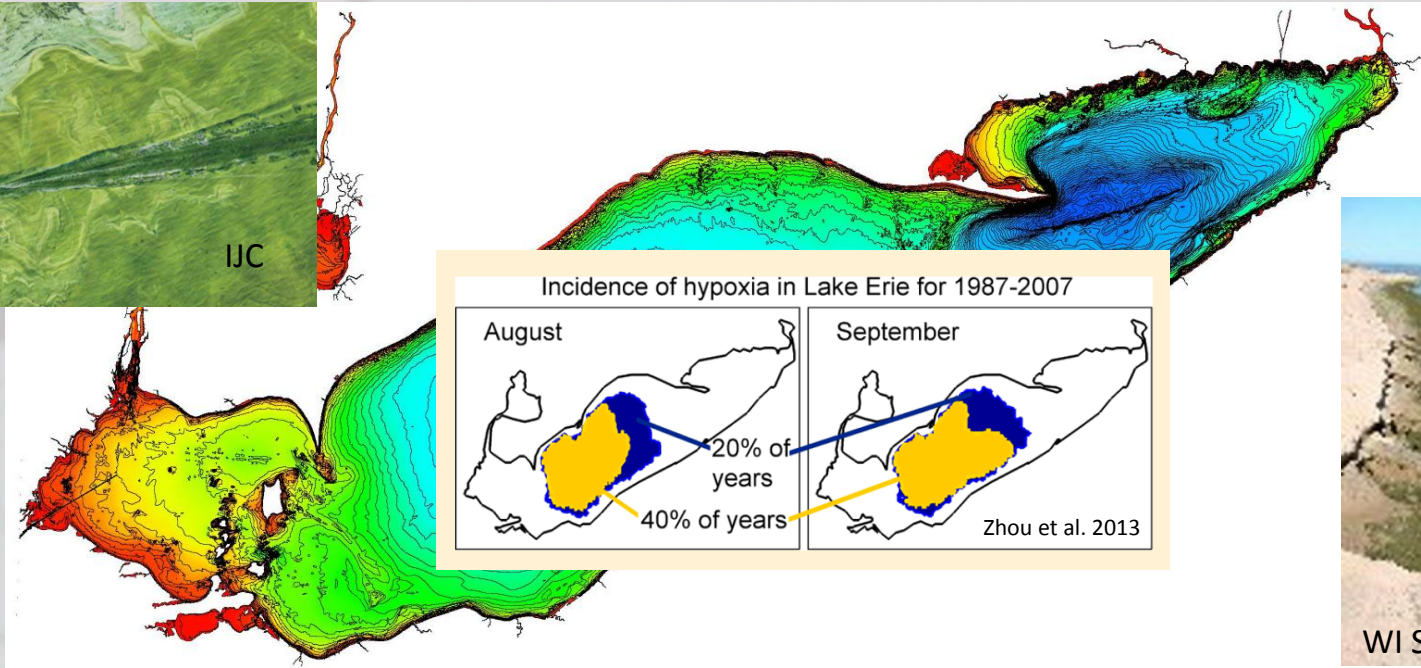 IJC
Incidence of hypoxia in Lake Erie for 1987-2007
August
September
20% of
years
40% of years
Zhou et al. 2013
WI S